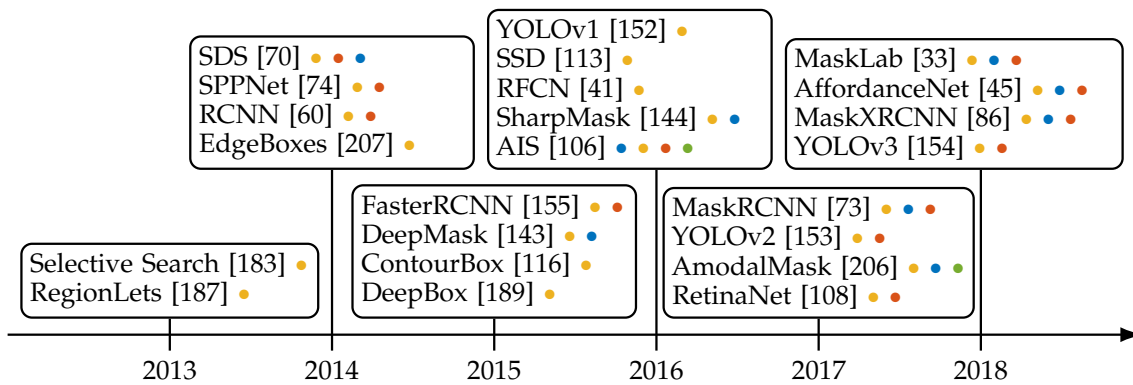 SDS [70]
SPPNet [74]
RCNN [60]
EdgeBoxes [207]
YOLOv1 [152]
SSD [113]
RFCN [41]
SharpMask [144]
AIS [106]
MaskLab [33]
AffordanceNet [45]
MaskXRCNN [86]
YOLOv3 [154]
Selective Search [183]
RegionLets [187]
FasterRCNN [155]
DeepMask [143]
ContourBox [116]
DeepBox [189]
MaskRCNN [73]
YOLOv2 [153]
AmodalMask [206]
RetinaNet [108]
2013 2014 2015 2016 2017 2018